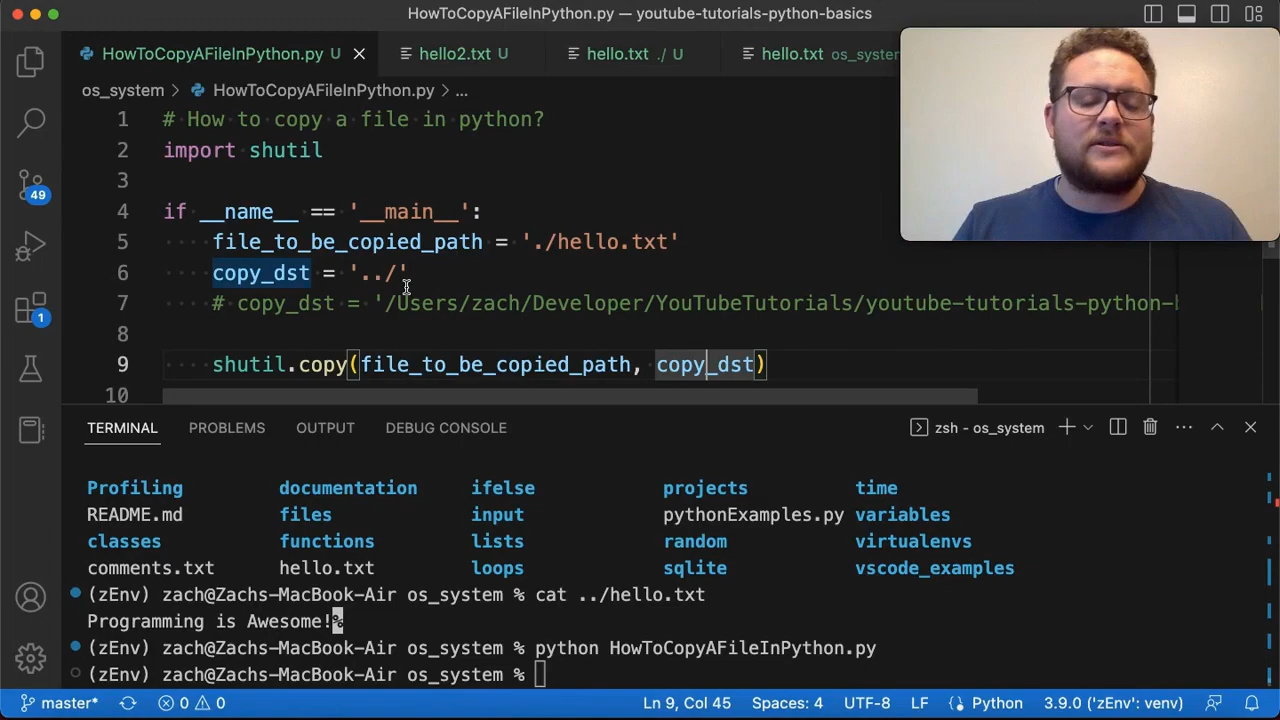 HowToCopyAFileInPython.py — youtube-tutorials-python-basics
HowToCopyAFileInPython.py U
hello2.txt U
hello.txt ./ U
hello.txt os_system
os_system > HowToCopyAFileInPython.py > ...
1 # How to copy a file in python?
2 import shutil
3
4 if __name__ == '__main__':
5 file_to_be_copied_path = './hello.txt'
6 copy_dst = '../'
7 # copy_dst = '/Users/zach/Developer/YouTubeTutorials/youtube-tutorials-python-
8
9 shutil.copy(file_to_be_copied_path, copy_dst)
10
49
1
TERMINAL PROBLEMS OUTPUT DEBUG CONSOLE zsh - os_system
Profiling documentation ifelse projects time
README.md files input pythonExamples.py variables
classes functions lists random virtualenvs
comments.txt hello.txt loops sqlite vscode_examples
(zEnv) zach@Zachs-MacBook-Air os_system % cat ../hello.txt
Programming is Awesome!%
(zEnv) zach@Zachs-MacBook-Air os_system % python HowToCopyAFileInPython.py
(zEnv) zach@Zachs-MacBook-Air os_system %
master* 0 0 Ln 9, Col 45 Spaces: 4 UTF-8 LF Python 3.9.0 ('zEnv': venv)